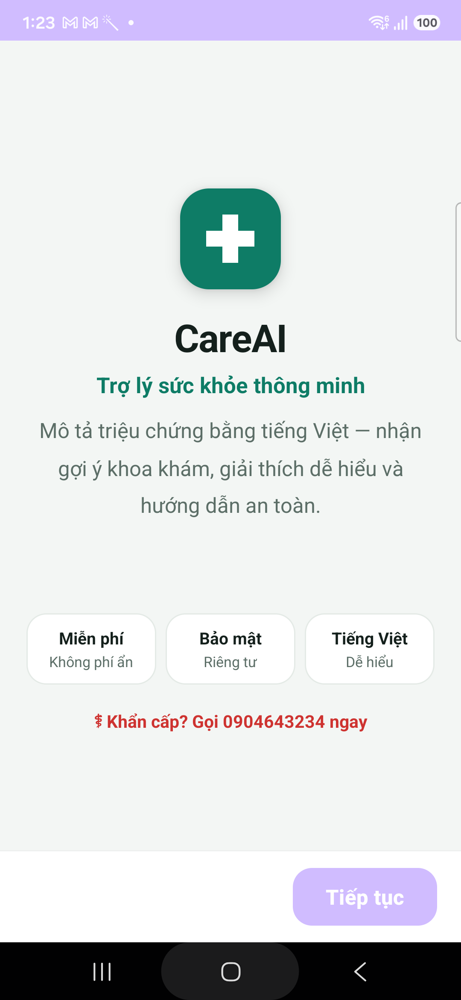 1:23
6
100
CareAI
Trợ lý sức khỏe thông minh
Mô tả triệu chứng bằng tiếng Việt — nhận
gợi ý khoa khám, giải thích dễ hiểu và
hướng dẫn an toàn.
Miễn phí
Không phí ẩn
Bảo mật
Riêng tư
Tiếng Việt
Dễ hiểu
Khẩn cấp? Gọi 0904643234 ngay
Tiếp tục